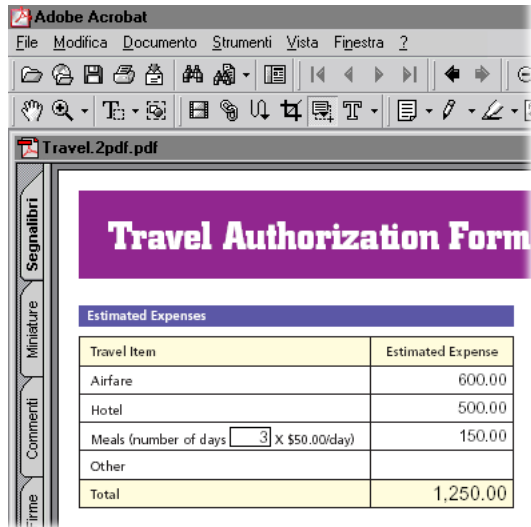 Adobe Acrobat
File Modifica Documento Strumenti Vista Finestra ?
Travel.2pdf.pdf
Segnalibri
Miniature
Commenti
Firme
Travel Authorization Form
Estimated Expenses
Travel Item Estimated Expense
Airfare 600.00
Hotel 500.00
Meals (number of days 3 X $50.00/day) 150.00
Other
Total 1,250.00